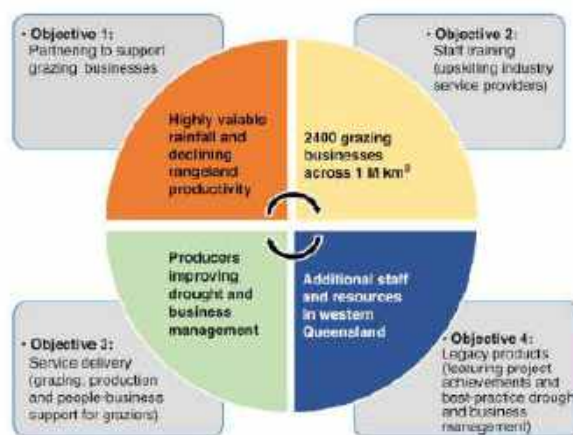 • Objective 1:
Partnering to support
grazing businesses
• Objective 2:
Staff training
(upskilling industry
service providers)
Highly variable
rainfall and
declining
rangeland
productivity
2400 grazing
businesses
across 1 M km²
Producers
improving
drought and
business
management
Additional staff
and resources
in western
Queensland
• Objective 3:
Service delivery
(grazing, production
and people-business
support for graziers)
• Objective 4:
Legacy products
(featuring project
achievements and
best-practice drought
and business
management)